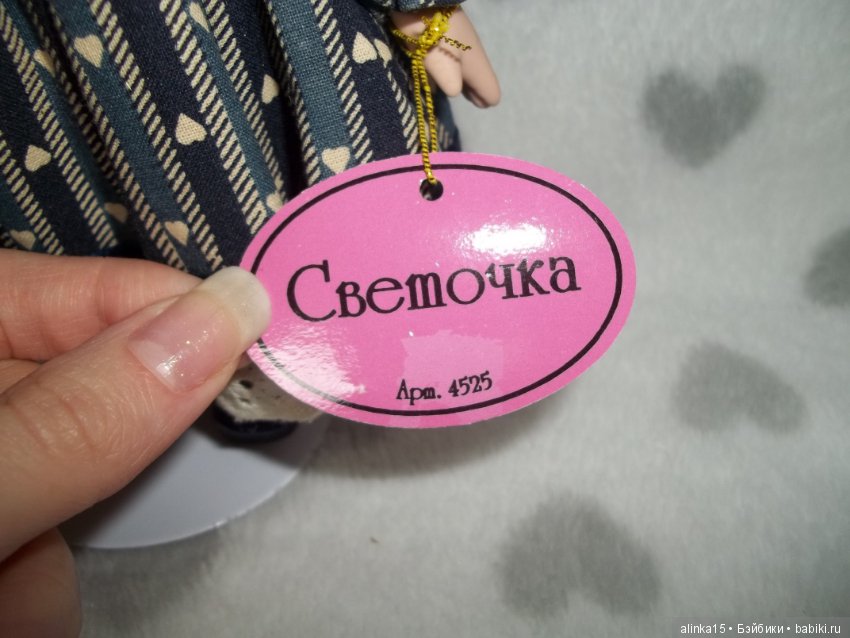 Светочка
Арт. 4525
alinka15 • Бэйбики • babiki.ru